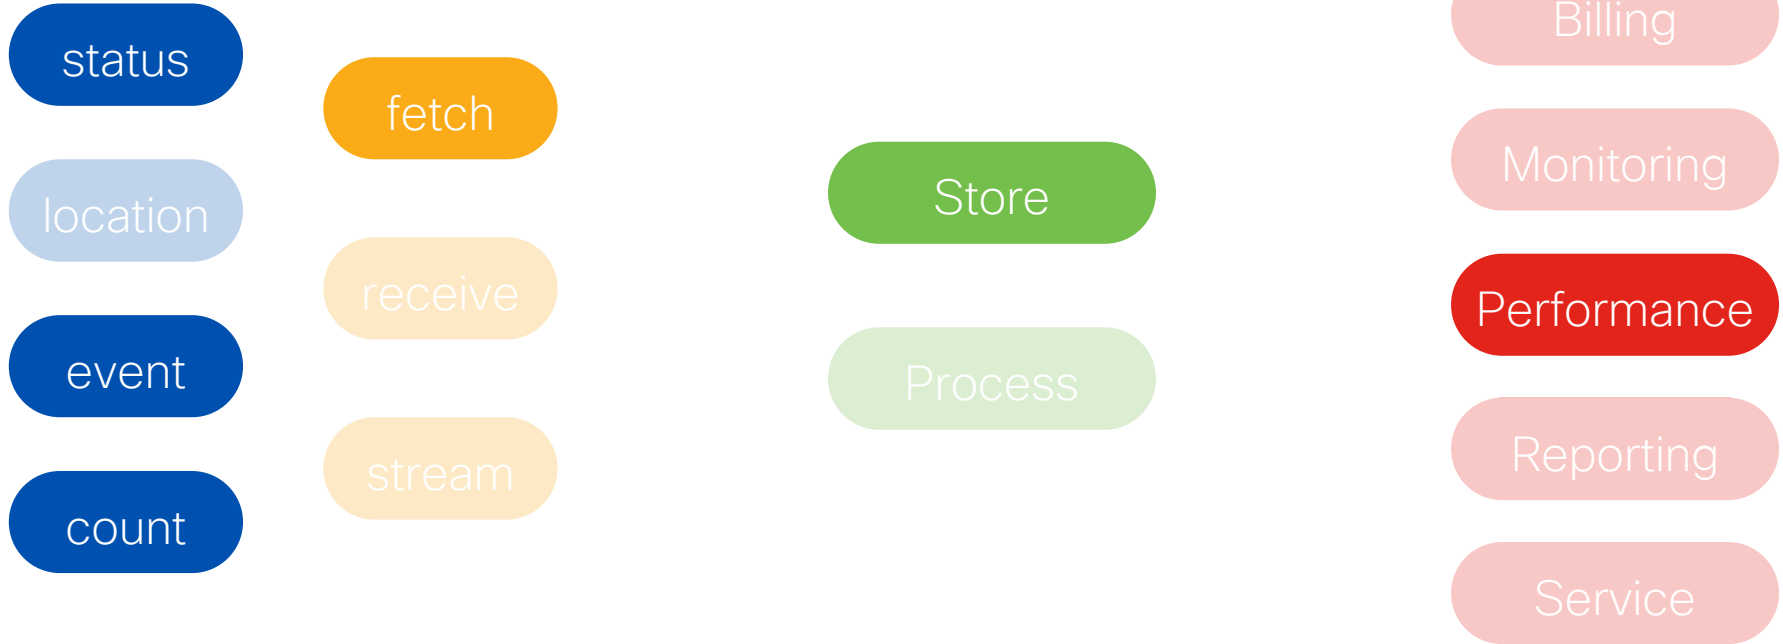 status
location
event
count
fetch
receive
stream
Store
Process
Billing
Monitoring
Performance
Reporting
Service